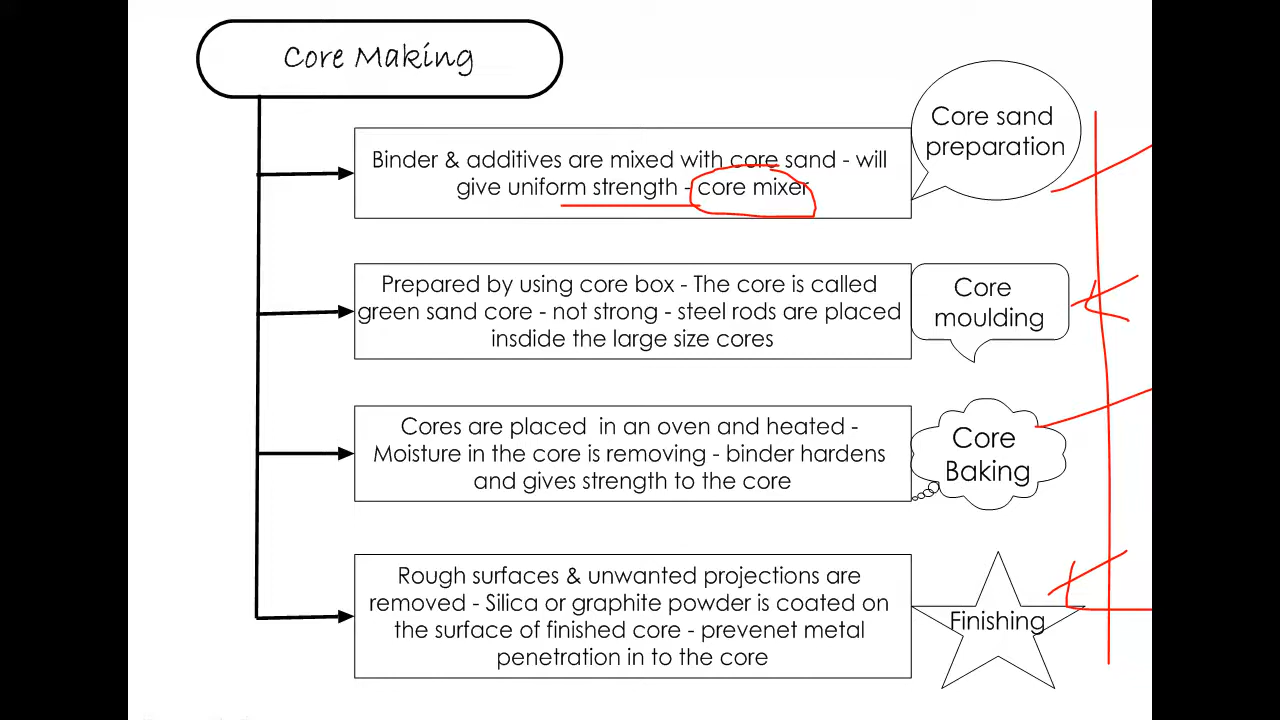 Core Making
Binder & additives are mixed with core sand - will
give uniform strength - core mixer
Core sand
preparation
Prepared by using core box - The core is called
green sand core - not strong - steel rods are placed
insdide the large size cores
Core
moulding
Cores are placed in an oven and heated -
Moisture in the core is removing - binder hardens
and gives strength to the core
Core
Baking
Rough surfaces & unwanted projections are
removed - Silica or graphite powder is coated on
the surface of finished core - prevenet metal
penetration in to the core
Finishing